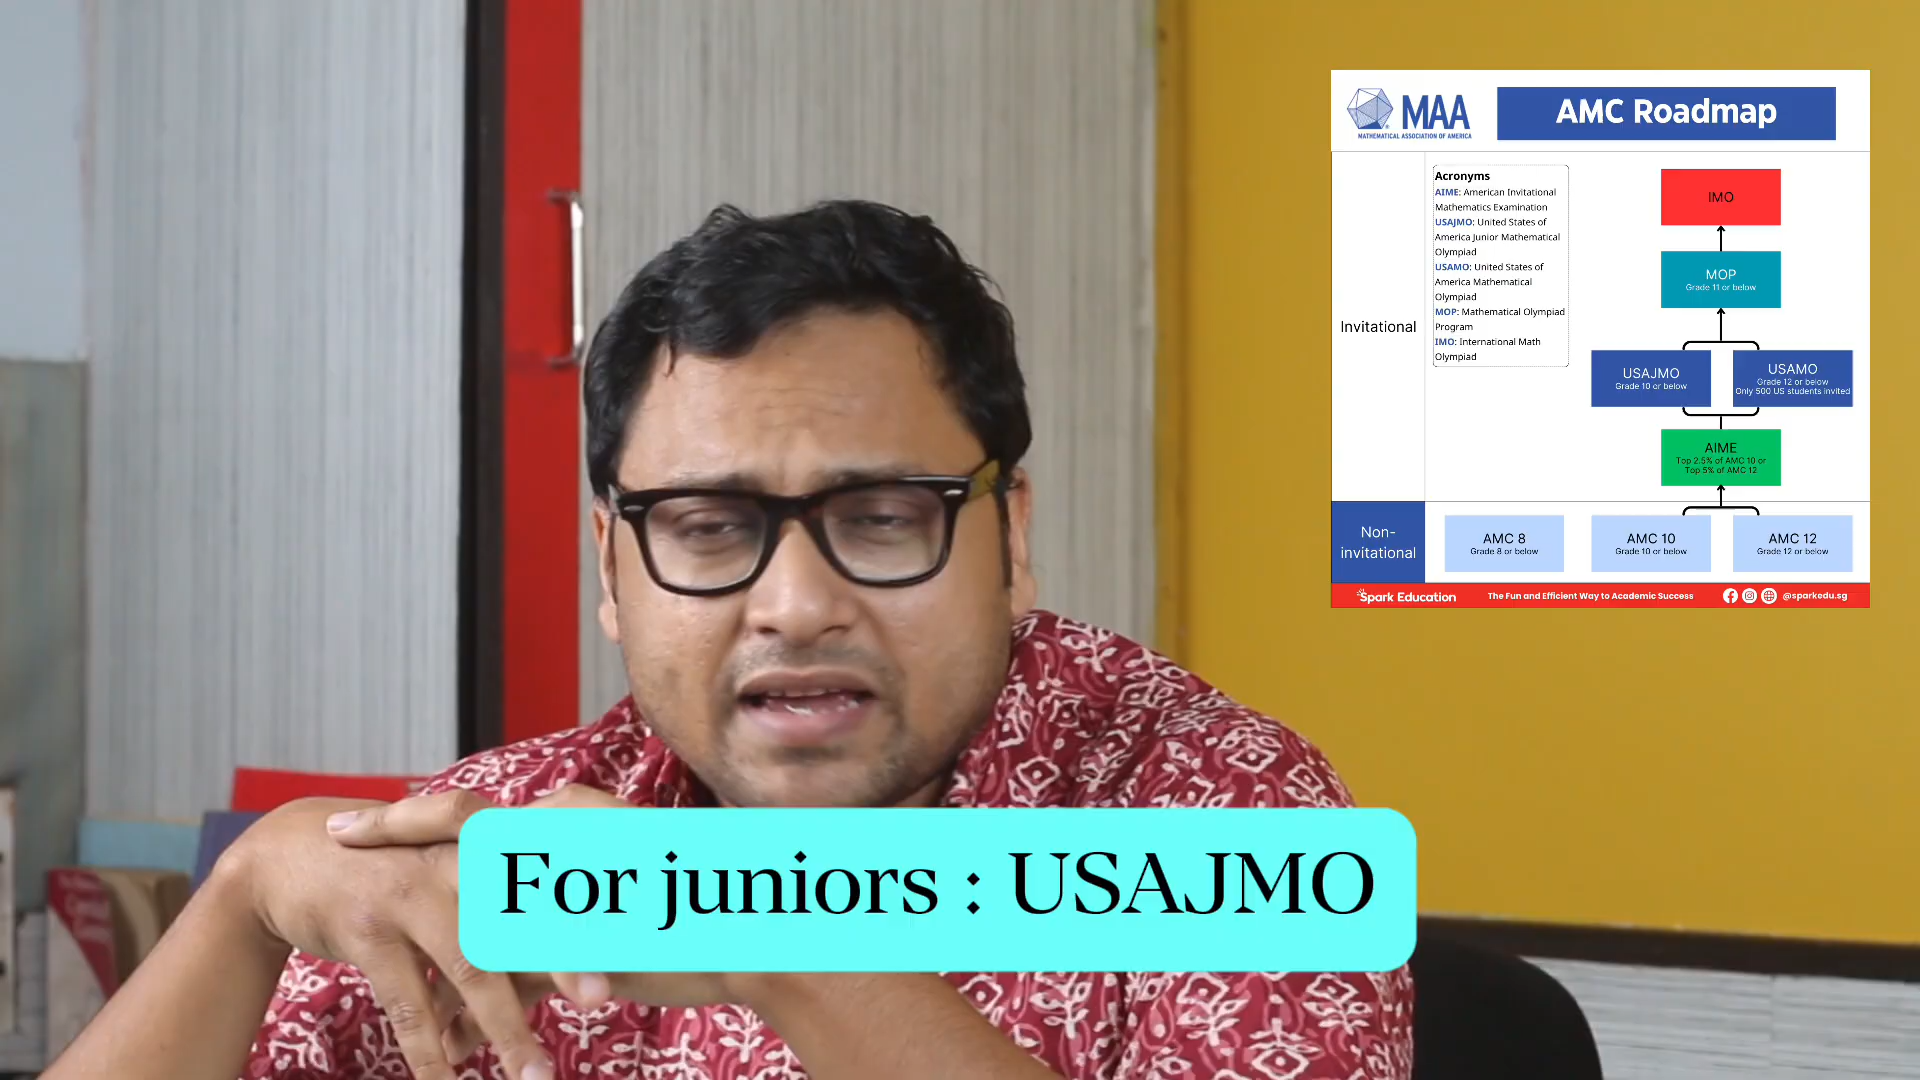 MAA
MATHEMATICAL ASSOCIATION OF AMERICA
AMC Roadmap
Acronyms
AIME: American Invitational
Mathematics Examination
USAJMO: United States of
America Junior Mathematical
Olympiad
USAMO: United States of
America Mathematical
Olympiad
MOP: Mathematical Olympiad
Program
IMO: International Math
Olympiad
IMO
MOP
Grade 11 or below
Invitational
USAJMO
Grade 10 or below
USAMO
Grade 12 or below
Only 500 US students invited
AIME
Top 2.5% of AMC 10 or
Top 5% of AMC 12
Non-
invitational
AMC 8
Grade 8 or below
AMC 10
Grade 10 or below
AMC 12
Grade 12 or below
Spark Education
The Fun and Efficient Way to Academic Success
@sparkedu.sg
For juniors : USAJMO